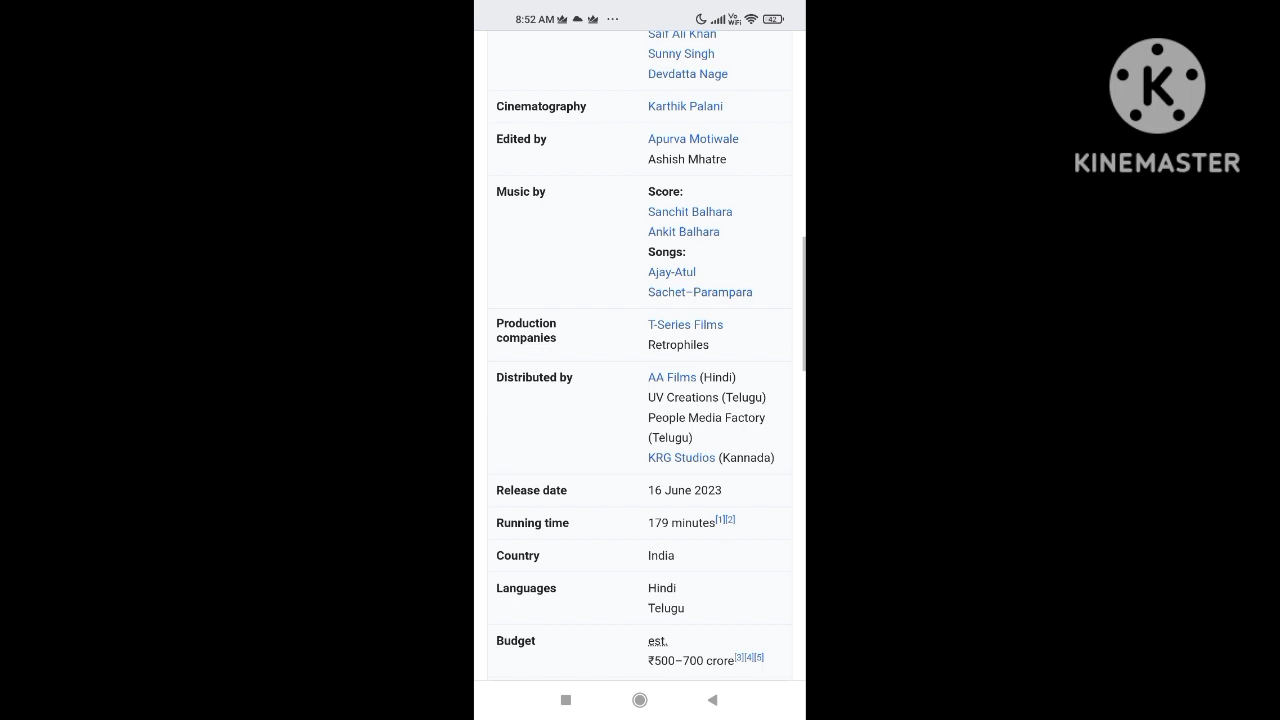 8:52 AM ... Vo WiFi 42
Saif Ali Khan
Sunny Singh
Devdatta Nage
Cinematography Karthik Palani
Edited by Apurva Motiwale
Ashish Mhatre
Music by Score:
Sanchit Balhara
Ankit Balhara
Songs:
Ajay-Atul
Sachet–Parampara
Production companies T-Series Films
Retrophiles
Distributed by AA Films (Hindi)
UV Creations (Telugu)
People Media Factory
(Telugu)
KRG Studios (Kannada)
Release date 16 June 2023
Running time 179 minutes[1][2]
Country India
Languages Hindi
Telugu
Budget est.
₹500–700 crore[3][4][5]
K
KINEMASTER